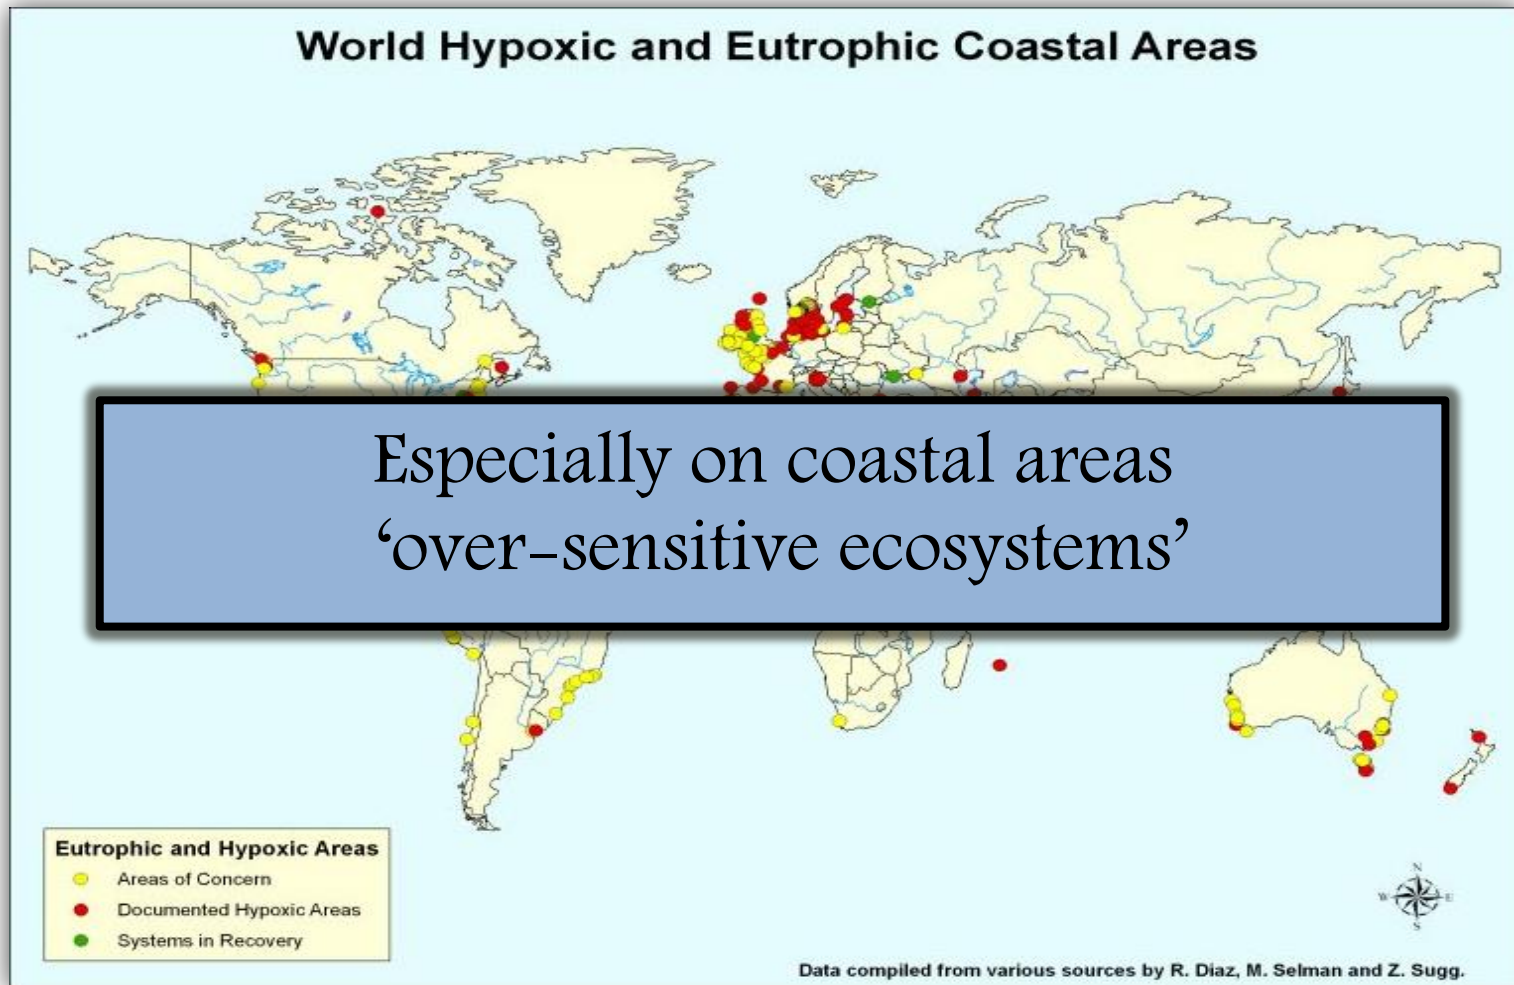 World Hypoxic and Eutrophic Coastal Areas
Especially on coastal areas
‘over-sensitive ecosystems’
Eutrophic and Hypoxic Areas
Areas of Concern
Documented Hypoxic Areas
Systems in Recovery
N
W E
S
Data compiled from various sources by R. Diaz, M. Selman and Z. Sugg.